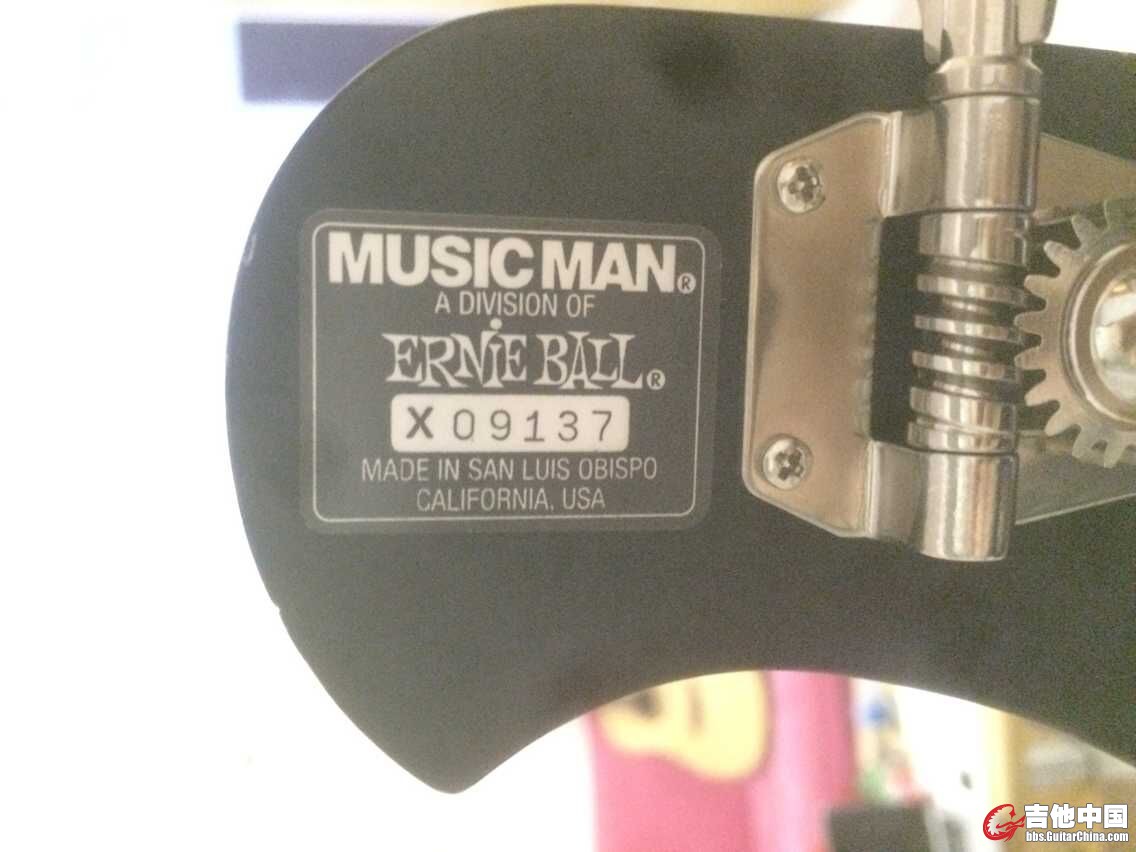 MUSIC MAN®
A DIVISION OF
ERNIE BALL®
X 09137
MADE IN SAN LUIS OBISPO
CALIFORNIA, USA
吉他中国
bbs.GuitarChina.com